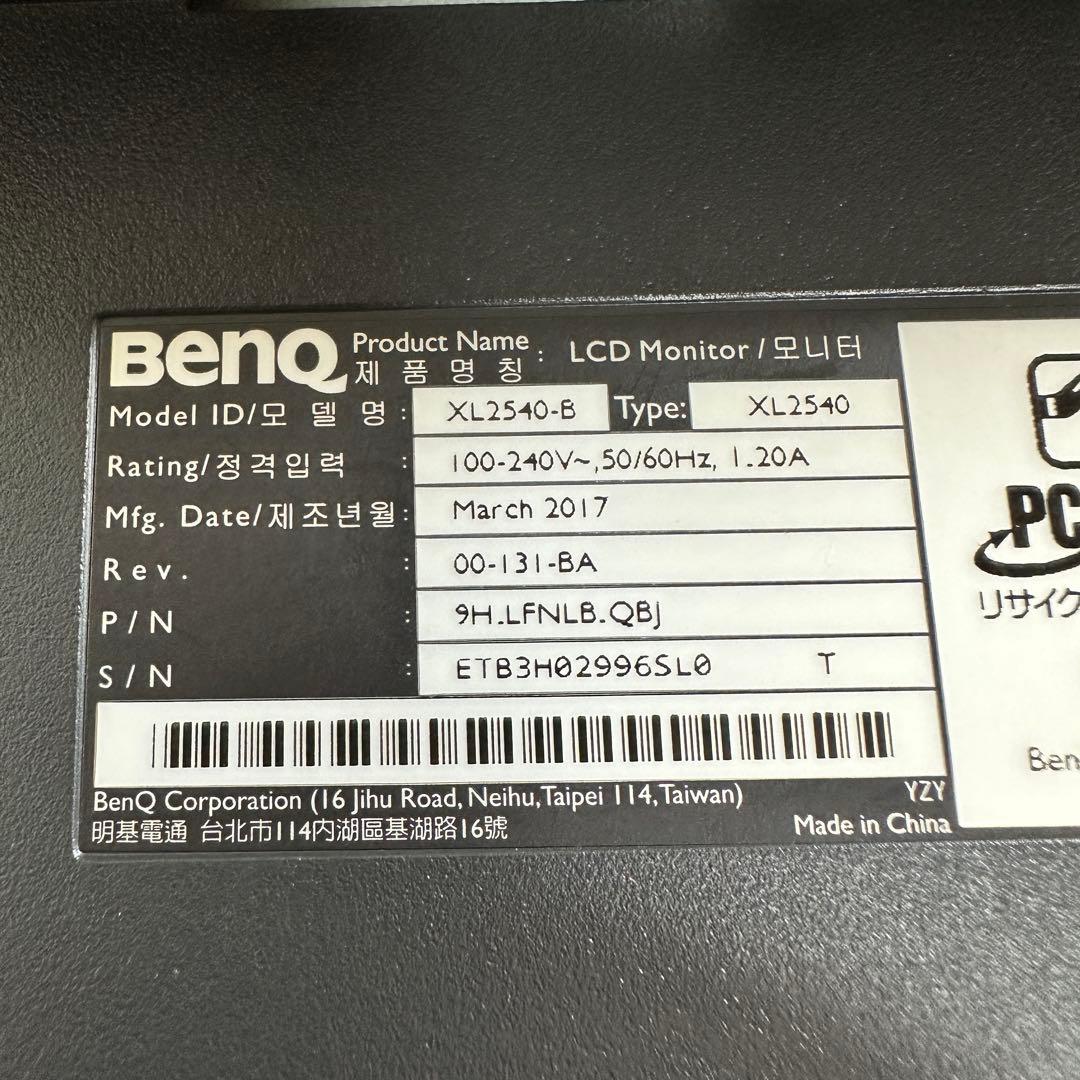 BenQ Product Name / 제 품 명 칭 : LCD Monitor / 모니터
Model ID/모 델 명 : XL2540-B Type: XL2540
Rating/정격입력 : 100-240V~,50/60Hz, 1.20A
Mfg. Date/제조년월: March 2017
Rev. : 00-131-BA
P/N : 9H.LFNLB.QBJ
S/N : ETB3H02996SL0 T
BenQ Corporation (16 Jihu Road, Neihu,Taipei 114,Taiwan) YZY
明基電通 台北市114內湖區基湖路16號 Made in China
PC
リサイク
Ben